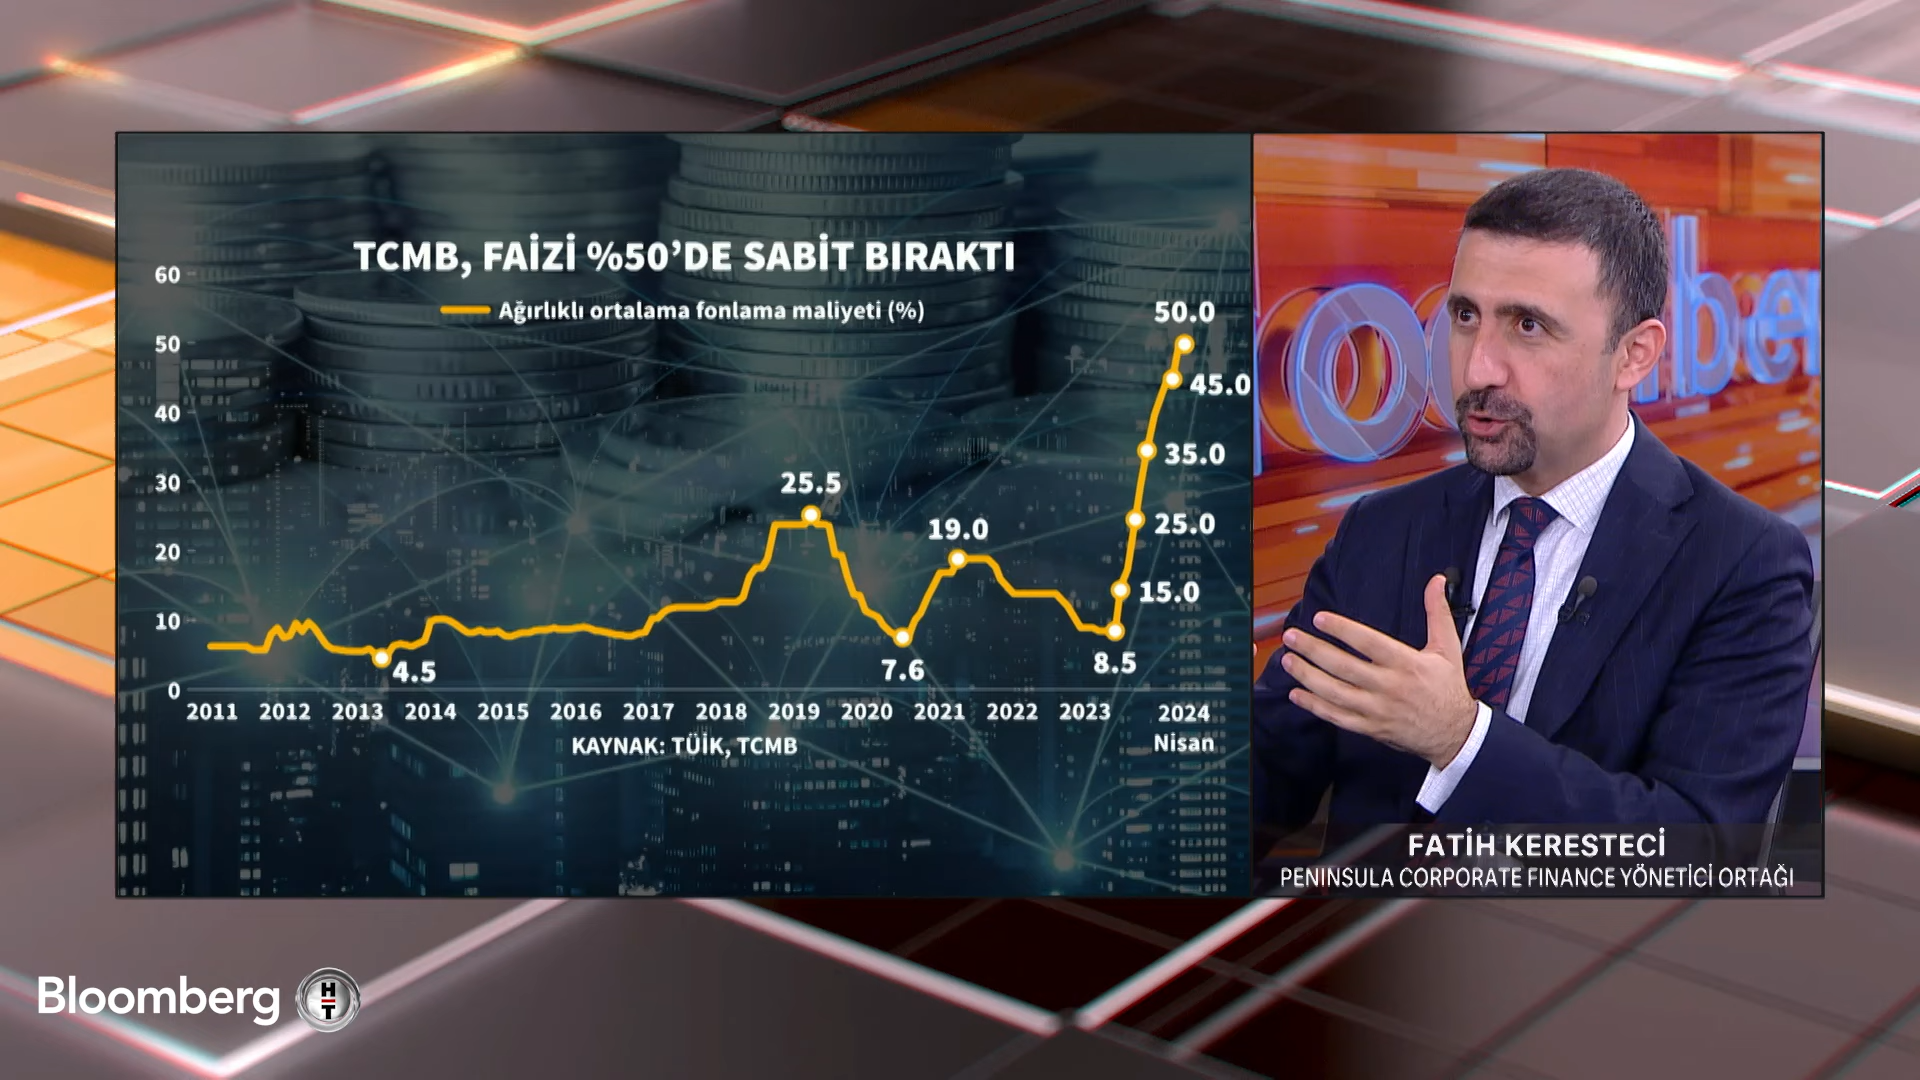 TCMB, FAİZİ %50’DE SABİT BIRAKTI
Ağırlıklı ortalama fonlama maliyeti (%)
60
50
40
30
20
10
0
4.5
25.5
7.6
19.0
8.5
15.0
25.0
35.0
45.0
50.0
2011 2012 2013 2014 2015 2016 2017 2018 2019 2020 2021 2022 2023 2024
Nisan
KAYNAK: TÜİK, TCMB
FATİH KERESTECİ
PENINSULA CORPORATE FINANCE YÖNETİCİ ORTAĞI
Bloomberg HT